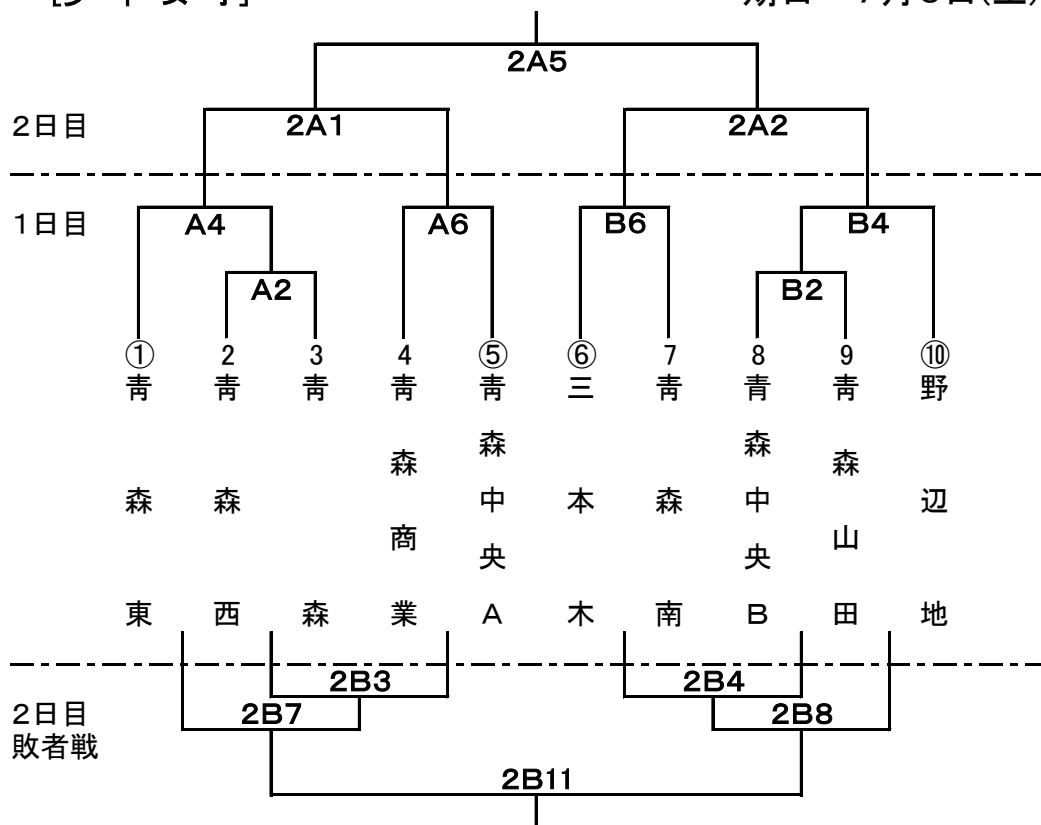 2A5
2日目
2A1
2A2
1日目
A4
A6
B6
B4
A2
B2
①
2
3
4
⑤
⑥
7
8
9
⑩
青森東
青森西
青森
青森商業
青森中央A
三本木
青森南
青森中央B
青森山田
野辺地
2B3
2B4
2日目
2B7
2B8
敗者戦
2B11